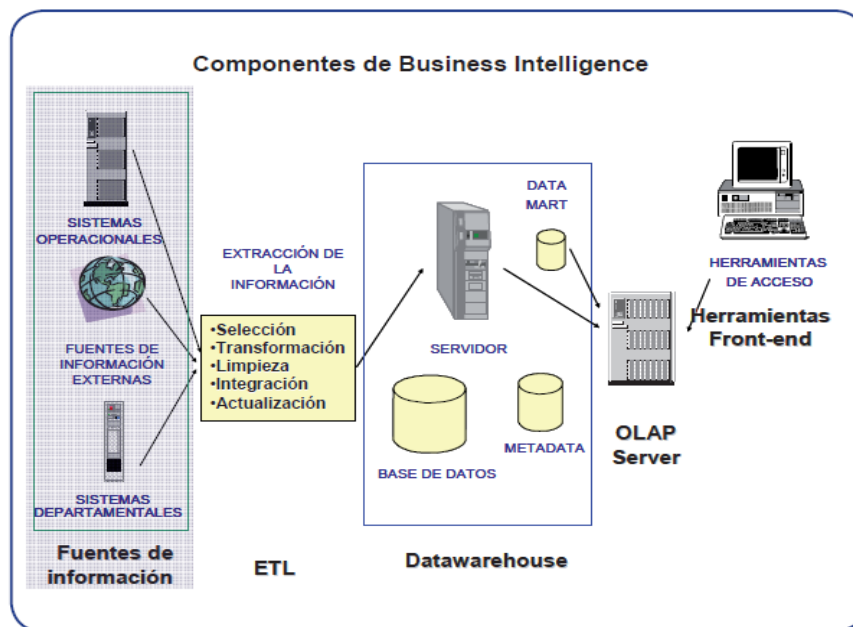 Componentes de Business Intelligence
SISTEMAS
OPERACIONALES
FUENTES DE
INFORMACIÓN
EXTERNAS
SISTEMAS
DEPARTAMENTALES
Fuentes de
información
EXTRACCIÓN DE
LA
INFORMACIÓN
•Selección
•Transformación
•Limpieza
•Integración
•Actualización
ETL
DATA
MART
SERVIDOR
BASE DE DATOS
METADATA
Datawarehouse
OLAP
Server
HERRAMIENTAS
DE ACCESO
Herramientas
Front-end